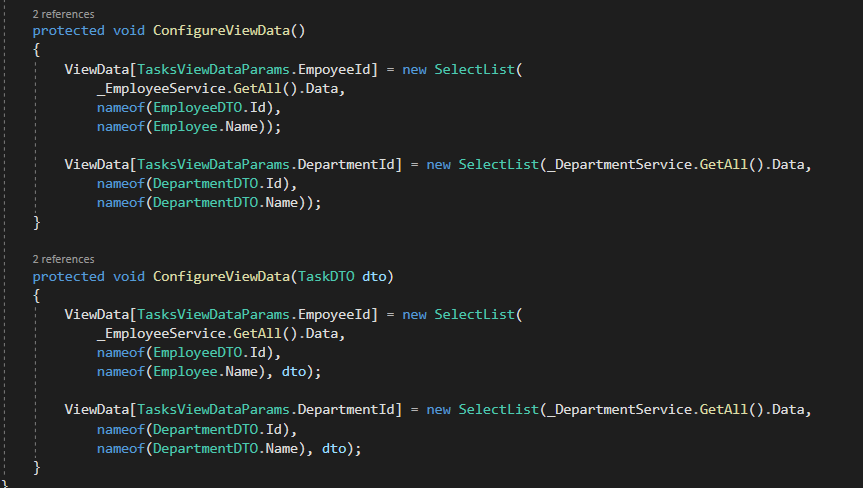 2 references
protected void ConfigureViewData()
{
ViewData[TasksViewDataParams.EmpoyeeId] = new SelectList(
_EmployeeService.GetAll().Data,
nameof(EmployeeDTO.Id),
nameof(Employee.Name));
ViewData[TasksViewDataParams.DepartmentId] = new SelectList(_DepartmentService.GetAll().Data,
nameof(DepartmentDTO.Id),
nameof(DepartmentDTO.Name));
}
2 references
protected void ConfigureViewData(TaskDTO dto)
{
ViewData[TasksViewDataParams.EmpoyeeId] = new SelectList(
_EmployeeService.GetAll().Data,
nameof(EmployeeDTO.Id),
nameof(Employee.Name), dto);
ViewData[TasksViewDataParams.DepartmentId] = new SelectList(_DepartmentService.GetAll().Data,
nameof(DepartmentDTO.Id),
nameof(DepartmentDTO.Name), dto);
}
}